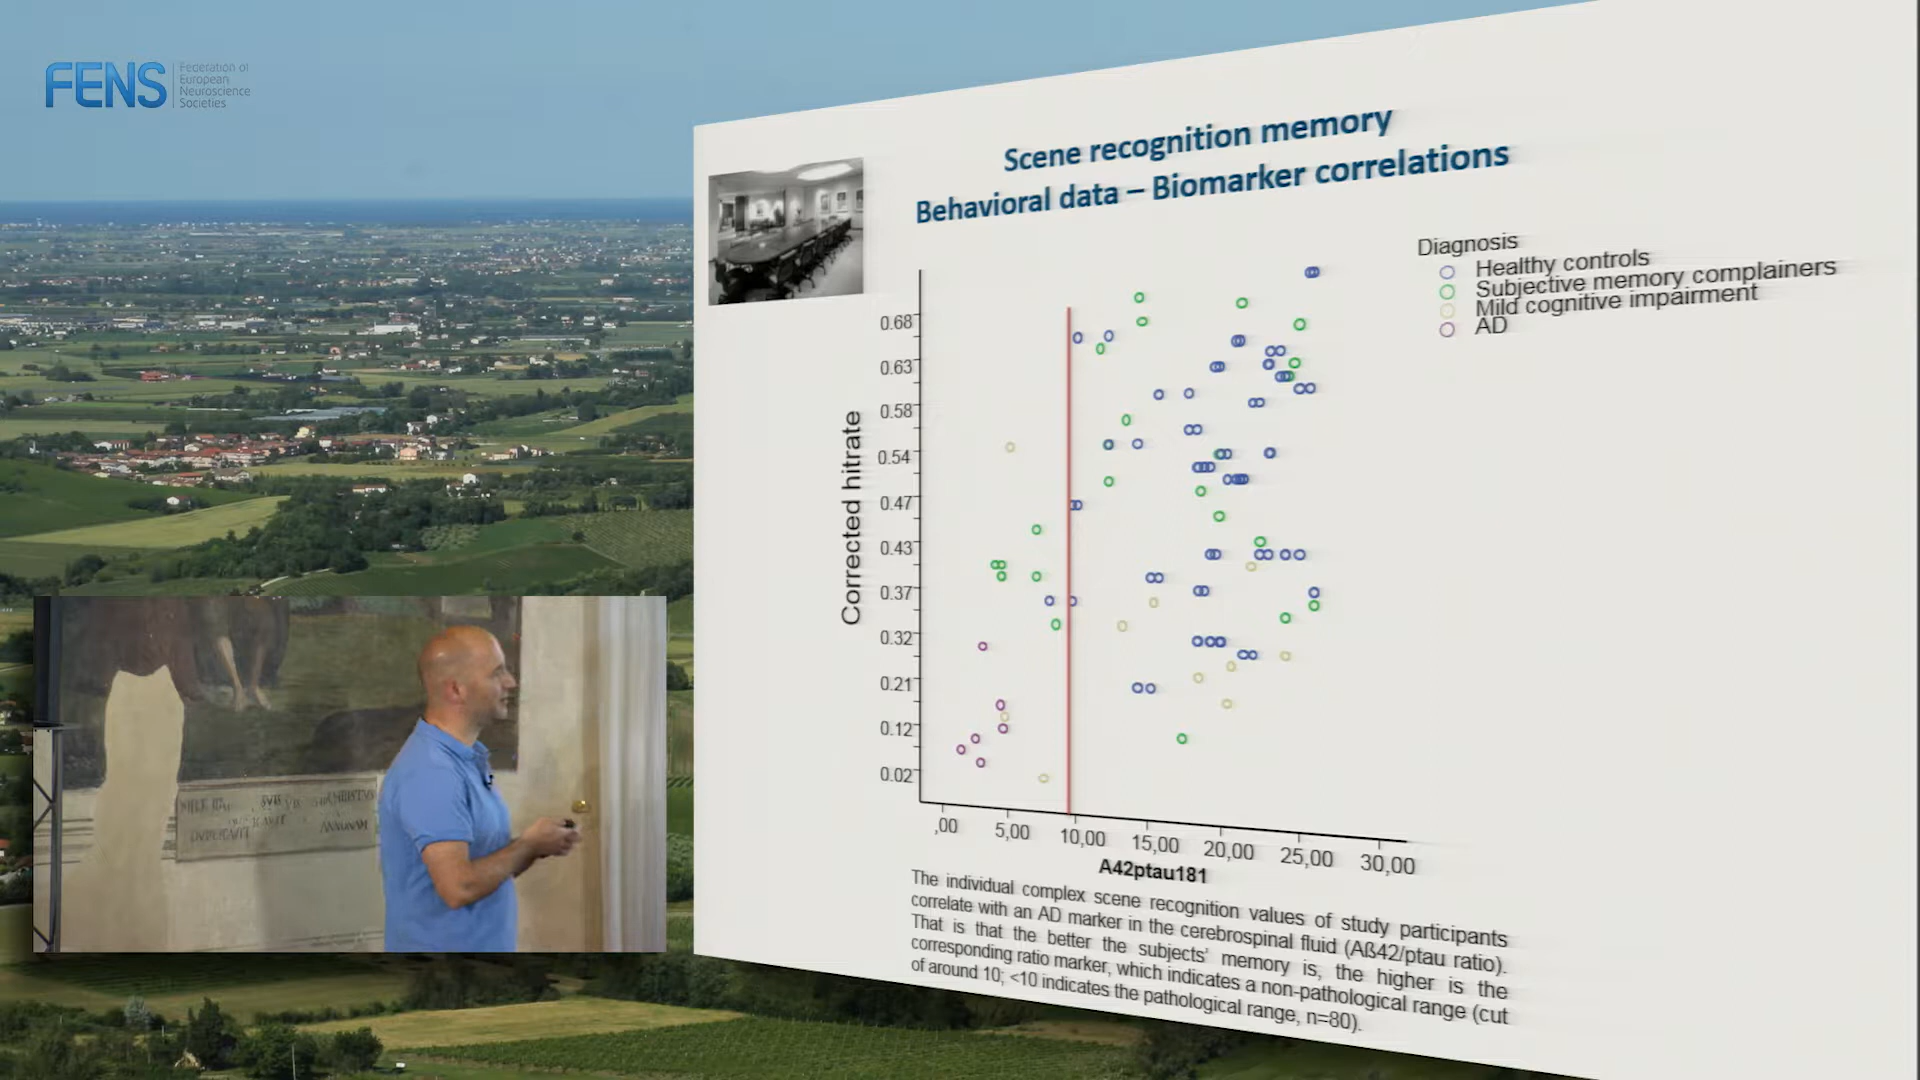 FENS
Federation of
European
Neuroscience
Societies
Scene recognition memory
Behavioral data – Biomarker correlations
Diagnosis
Healthy controls
Subjective memory complainers
Mild cognitive impairment
AD
Corrected hitrate
0.68
0.63
0.58
0.54
0.47
0.43
0.37
0.32
0.21
0.12
0.02
,00 5,00 10,00 15,00 20,00 25,00 30,00
A42ptau181
The individual complex scene recognition values of study participants
correlate with an AD marker in the cerebrospinal fluid (Aß42/ptau ratio).
That is that the better the subjects' memory is, the higher is the
corresponding ratio marker, which indicates a non-pathological range (cut
of around 10; <10 indicates the pathological range, n=80).
ANNONAM